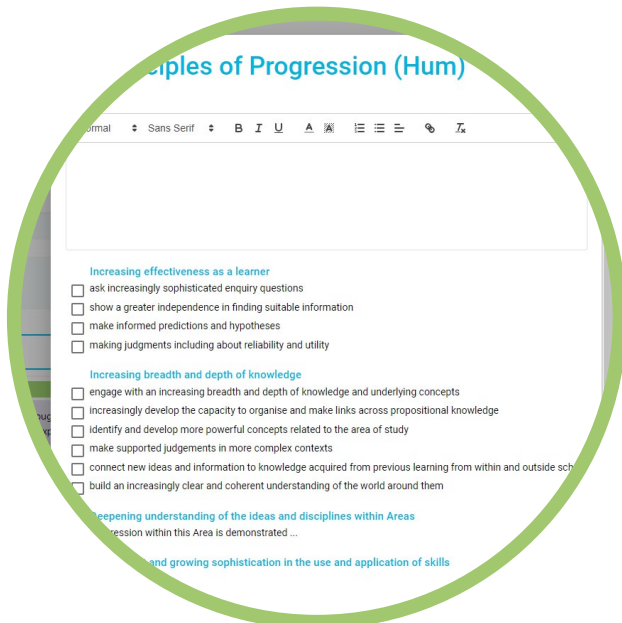 ciples of Progression (Hum)
ormal Sans Serif B I U A A
Increasing effectiveness as a learner
ask increasingly sophisticated enquiry questions
show a greater independence in finding suitable information
make informed predictions and hypotheses
making judgments including about reliability and utility
Increasing breadth and depth of knowledge
engage with an increasing breadth and depth of knowledge and underlying concepts
increasingly develop the capacity to organise and make links across propositional knowledge
identify and develop more powerful concepts related to the area of study
make supported judgements in more complex contexts
connect new ideas and information to knowledge acquired from previous learning from within and outside sch
build an increasingly clear and coherent understanding of the world around them
Deepening understanding of the ideas and disciplines within Areas
ression within this Area is demonstrated ...
and growing sophistication in the use and application of skills